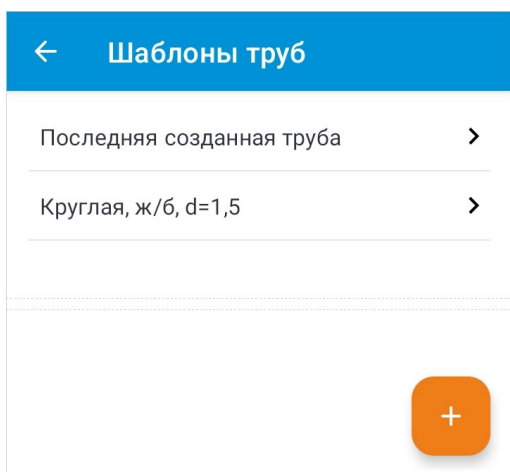 Шаблоны труб
Последняя созданная труба
Круглая, ж/б, d=1,5